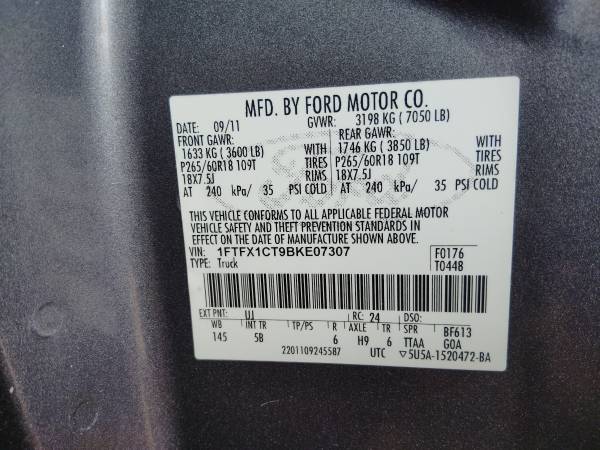 MFD. BY FORD MOTOR CO.
DATE: 09/11 GVWR: 3198 KG ( 7050 LB)
FRONT GAWR: REAR GAWR:
1633 KG ( 3600 LB) 1746 KG ( 3850 LB)
P265/60R18 109T TIRES P265/60R18 109T
18X7.5J RIMS 18X7.5J
AT 240 kPa/ 35 PSI COLD AT 240 kPa/ 35 PSI COLD
THIS VEHICLE CONFORMS TO ALL APPLICABLE FEDERAL MOTOR
VEHICLE SAFETY AND THEFT PREVENTION STANDARDS IN
EFFECT ON THE DATE OF MANUFACTURE SHOWN ABOVE.
VIN: 1FTFX1CT9BKE07307 F0176
TYPE: Truck T0448
EXT PNT: UJ RC: 24 DSO:
WB INT TR TP/PS R AXLE TR SPR BF613
145 5B 6 H9 6 TTAA GOA
2201109245587 UTC ▽5U5A-1520472-BA